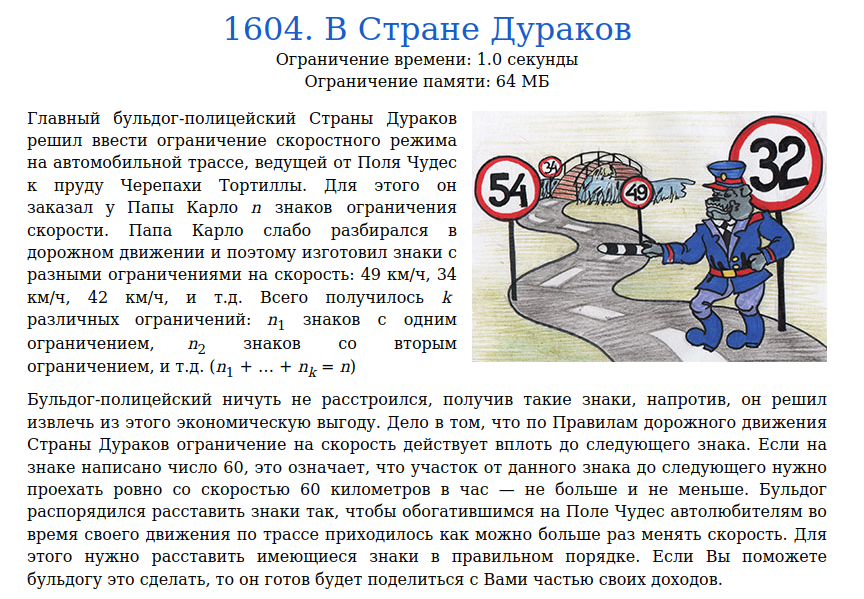 1604. В Стране Дураков
Ограничение времени: 1.0 секунды
Ограничение памяти: 64 МБ
Главный бульдог-полицейский Страны Дураков
решил ввести ограничение скоростного режима
на автомобильной трассе, ведущей от Поля Чудес
к пруду Черепахи Тортиллы. Для этого он
заказал у Папы Карло n знаков ограничения
скорости. Папа Карло слабо разбирался в
дорожном движении и поэтому изготовил знаки с
разными ограничениями на скорость: 49 км/ч, 34
км/ч, 42 км/ч, и т.д. Всего получилось k
различных ограничений: n1 знаков с одним
ограничением, n2 знаков со вторым
ограничением, и т.д. (n1 + … + nk = n)
54
34
49
32
Бульдог-полицейский ничуть не расстроился, получив такие знаки, напротив, он решил
извлечь из этого экономическую выгоду. Дело в том, что по Правилам дорожного движения
Страны Дураков ограничение на скорость действует вплоть до следующего знака. Если на
знаке написано число 60, это означает, что участок от данного знака до следующего нужно
проехать ровно со скоростью 60 километров в час — не больше и не меньше. Бульдог
распорядился расставить знаки так, чтобы обогатившимся на Поле Чудес автолюбителям во
время своего движения по трассе приходилось как можно больше раз менять скорость. Для
этого нужно расставить имеющиеся знаки в правильном порядке. Если Вы поможете
бульдогу это сделать, то он готов будет поделиться с Вами частью своих доходов.